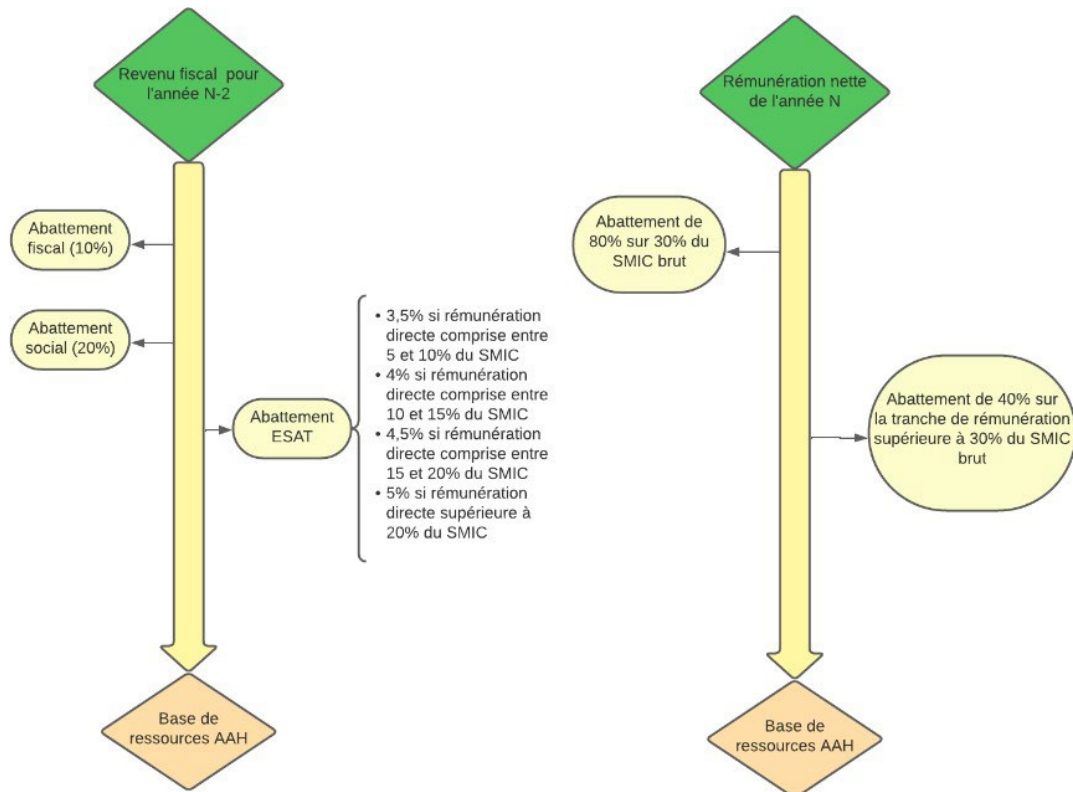 Revenu fiscal pour
l'année N-2
Abattement
fiscal (10%)
Abattement
social (20%)
Abattement
ESAT
• 3,5% si rémunération
directe comprise entre
5 et 10% du SMIC
• 4% si rémunération
directe comprise entre
10 et 15% du SMIC
• 4,5% si rémunération
directe comprise entre
15 et 20% du SMIC
• 5% si rémunération
directe supérieure à
20% du SMIC
Base de
ressources AAH
Rémunération nette
de l'année N
Abattement de
80% sur 30% du
SMIC brut
Abattement de 40% sur
la tranche de rémunération
supérieure à 30% du SMIC
brut
Base de
ressources AAH